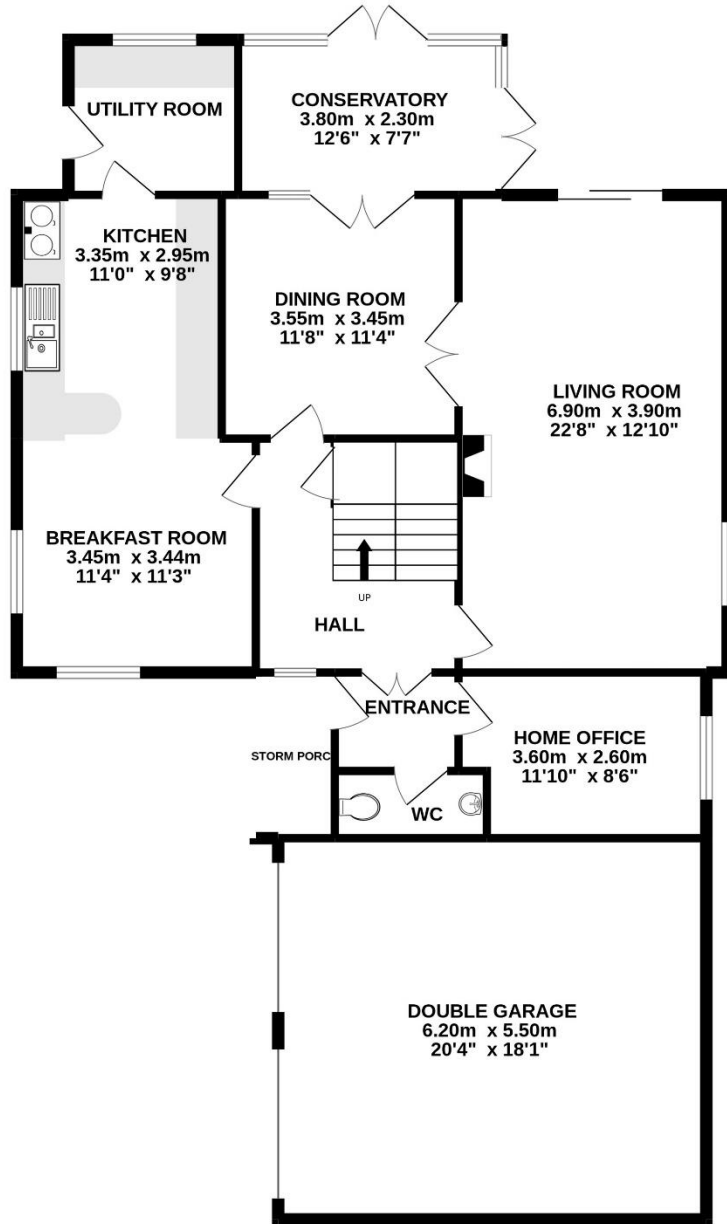 UTILITY ROOM
CONSERVATORY
3.80m x 2.30m
12'6" x 7'7"
KITCHEN
3.35m x 2.95m
11'0" x 9'8"
DINING ROOM
3.55m x 3.45m
11'8" x 11'4"
LIVING ROOM
6.90m x 3.90m
22'8" x 12'10"
BREAKFAST ROOM
3.45m x 3.44m
11'4" x 11'3"
UP
HALL
ENTRANCE
STORM PORC
HOME OFFICE
3.60m x 2.60m
11'10" x 8'6"
WC
DOUBLE GARAGE
6.20m x 5.50m
20'4" x 18'1"